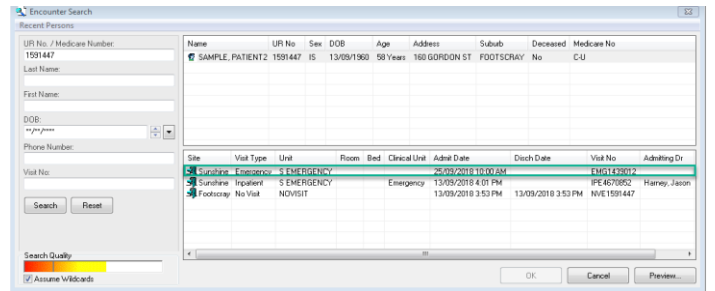 Encounter Search
Recent Persons
UR No. / Medicare Number:
1591447
Last Name:
First Name:
DOB:
**/**/****
Phone Number:
Visit No:
Search Reset
Search Quality
Assume Wildcards
Name UR No Sex DOB Age Address Suburb Deceased Medicare No
SAMPLE, PATIENT2 1591447 IS 13/09/1960 58 Years 160 GORDON ST FOOTSCRAY No C-U
Site Visit Type Unit Room Bed Clinical Unit Admit Date Disch Date Visit No Admitting Dr
Sunshine Emergency S EMERGENCY 25/09/2018 10:00 AM EMG1439012
Sunshine Inpatient S EMERGENCY Emergency 13/09/2018 4:01 PM IPE4670852 Harney, Jason
Footscray No Visit NOVISIT 13/09/2018 3:53 PM 13/09/2018 3:53 PM NVE1591447
OK Cancel Preview...